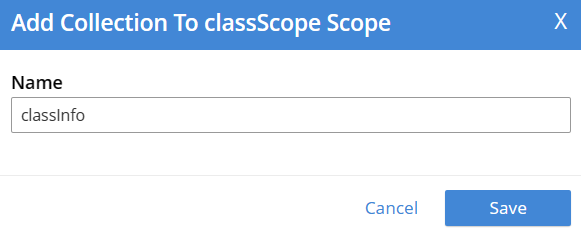 Add Collection To classScope Scope X
Name
classInfo
Cancel Save